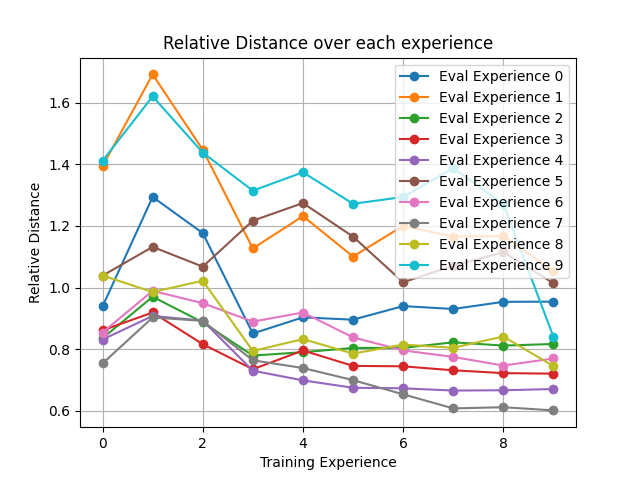 Relative Distance over each experience
Relative Distance
1.6
1.4
1.2
1.0
0.8
0.6
Eval Experience 0
Eval Experience 1
Eval Experience 2
Eval Experience 3
Eval Experience 4
Eval Experience 5
Eval Experience 6
Eval Experience 7
Eval Experience 8
Eval Experience 9
0 2 4 6 8
Training Experience